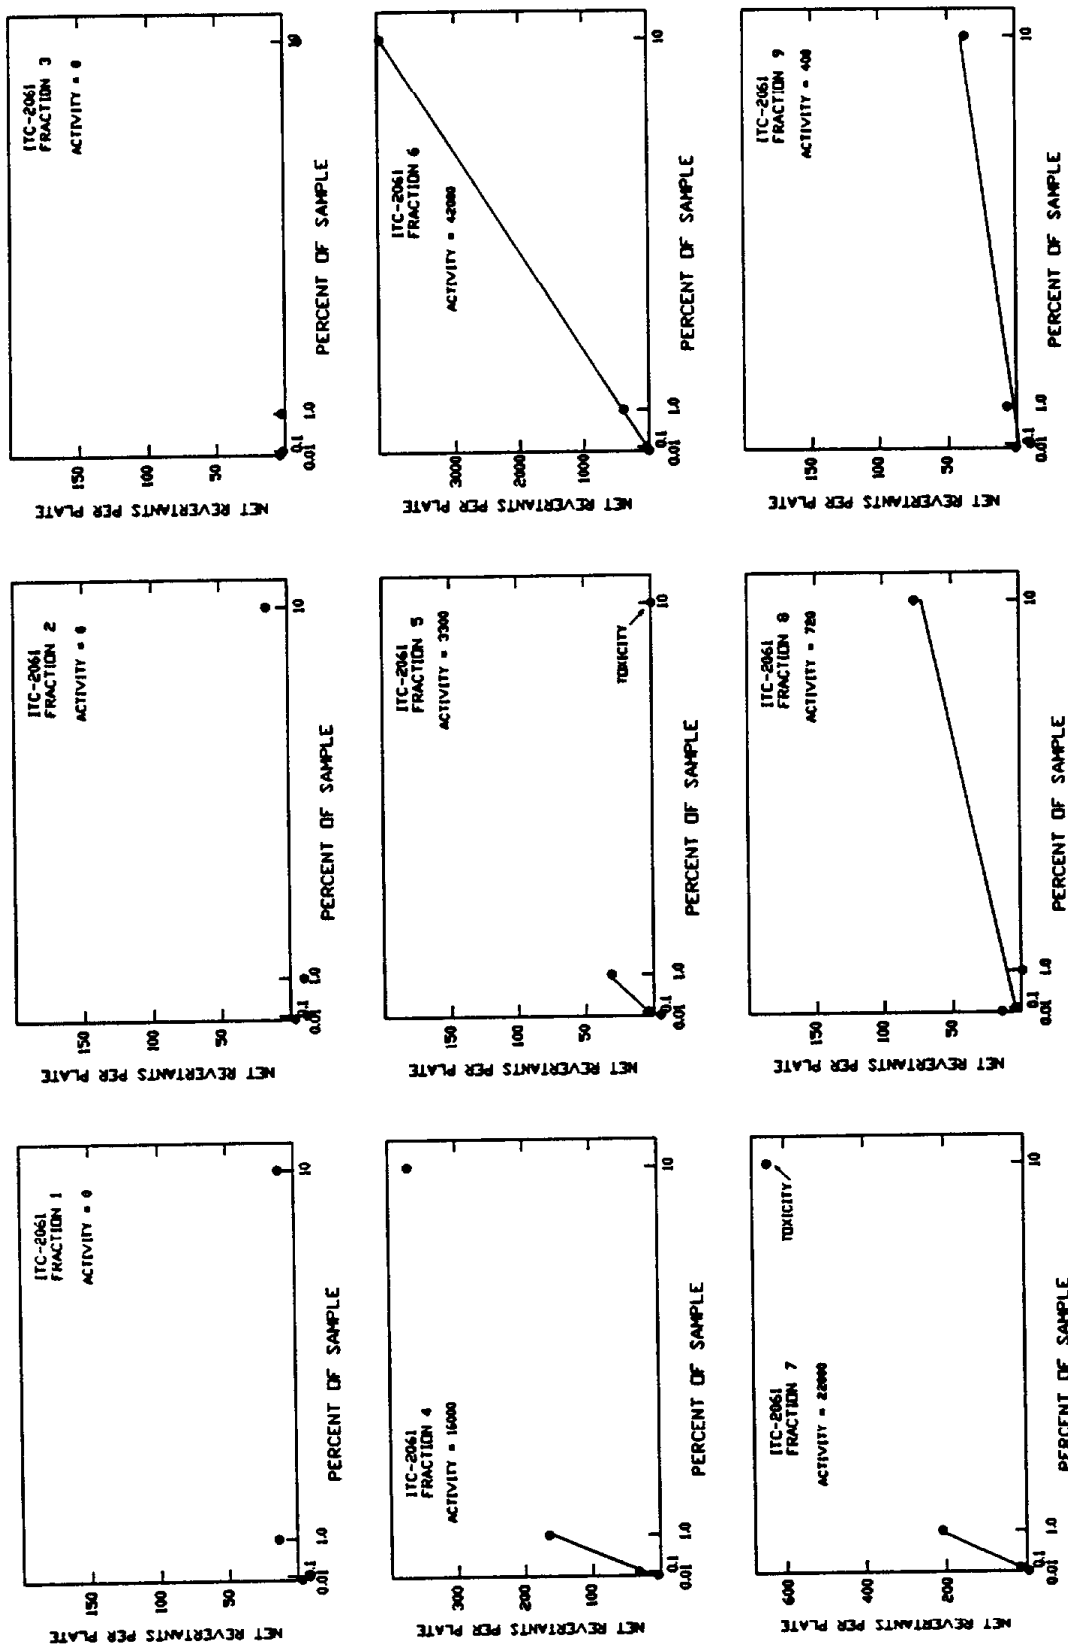 ITC-2061
FRACTION 1
ACTIVITY = 0
150
100
50
0.01 0.1 1.0 10
PERCENT OF SAMPLE
NET REVERTANTS PER PLATE
ITC-2061
FRACTION 2
ACTIVITY = 0
150
100
50
0.01 0.1 1.0 10
PERCENT OF SAMPLE
NET REVERTANTS PER PLATE
ITC-2061
FRACTION 3
ACTIVITY = 0
150
100
50
0.01 0.1 1.0 10
PERCENT OF SAMPLE
NET REVERTANTS PER PLATE
ITC-2061
FRACTION 4
ACTIVITY = 16000
300
200
100
0.01 0.1 1.0 10
PERCENT OF SAMPLE
NET REVERTANTS PER PLATE
ITC-2061
FRACTION 5
ACTIVITY = 3300
150
100
50
TOXICITY
0.01 0.1 1.0 10
PERCENT OF SAMPLE
NET REVERTANTS PER PLATE
ITC-2061
FRACTION 6
ACTIVITY = 42000
3000
2000
1000
0.01 0.1 1.0 10
PERCENT OF SAMPLE
NET REVERTANTS PER PLATE
ITC-2061
FRACTION 7
ACTIVITY = 22000
TOXICITY
600
400
200
0.01 0.1 1.0 10
PERCENT OF SAMPLE
NET REVERTANTS PER PLATE
ITC-2061
FRACTION 8
ACTIVITY = 720
150
100
50
0.01 0.1 1.0 10
PERCENT OF SAMPLE
NET REVERTANTS PER PLATE
ITC-2061
FRACTION 9
ACTIVITY = 400
150
100
50
0.01 0.1 1.0 10
PERCENT OF SAMPLE
NET REVERTANTS PER PLATE